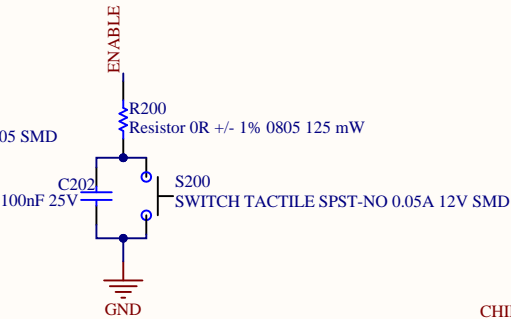 ENABLE
R200
Resistor 0R +/- 1% 0805 125 mW
05 SMD
C202
100nF 25V
S200
SWITCH TACTILE SPST-NO 0.05A 12V SMD
GND